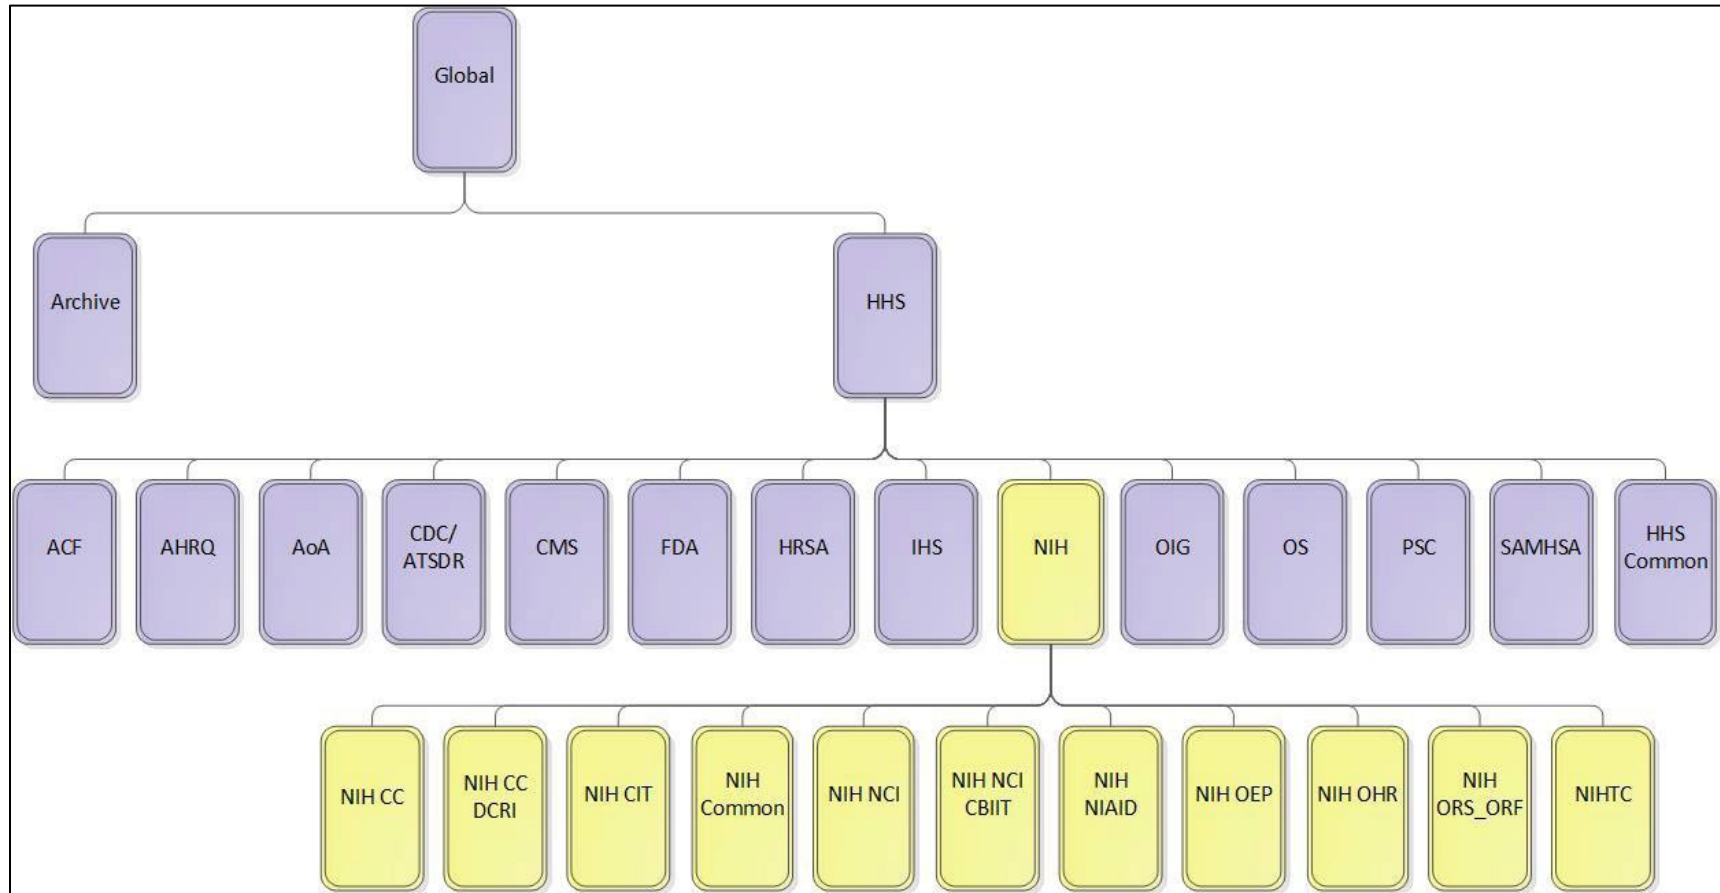 Global
Archive
HHS
ACF
AHRQ
AoA
CDC/
ATSDR
CMS
FDA
HRSA
IHS
NIH
OIG
OS
PSC
SAMHSA
HHS
Common
NIH CC
NIH CC
DCRI
NIH CIT
NIH
Common
NIH NCI
NIH NCI
CBIIT
NIH
NIAID
NIH OEP
NIH OHR
NIH
ORS_ORF
NIHTC